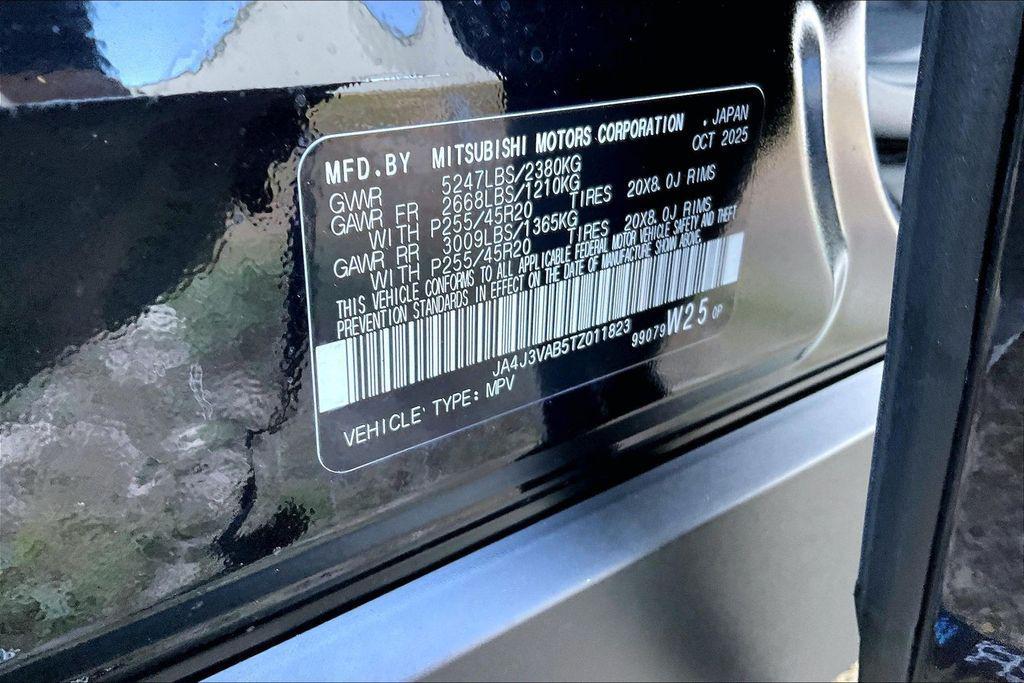 MFD.BY MITSUBISHI MOTORS CORPORATION . JAPAN
OCT 2025
GVWR 5247LBS/2380KG
GAWR FR 2668LBS/1210KG
WITH P255/45R20 TIRES 20X8.0J RIMS
GAWR RR 3009LBS/1365KG
WITH P255/45R20 TIRES 20X8.0J RIMS
THIS VEHICLE CONFORMS TO ALL APPLICABLE FEDERAL MOTOR VEHICLE SAFETY AND THEFT
PREVENTION STANDARDS IN EFFECT ON THE DATE OF MANUFACTURE SHOWN ABOVE.
JA4J3VAB5TZ011823 99079 W25 OP
VEHICLE TYPE: MPV